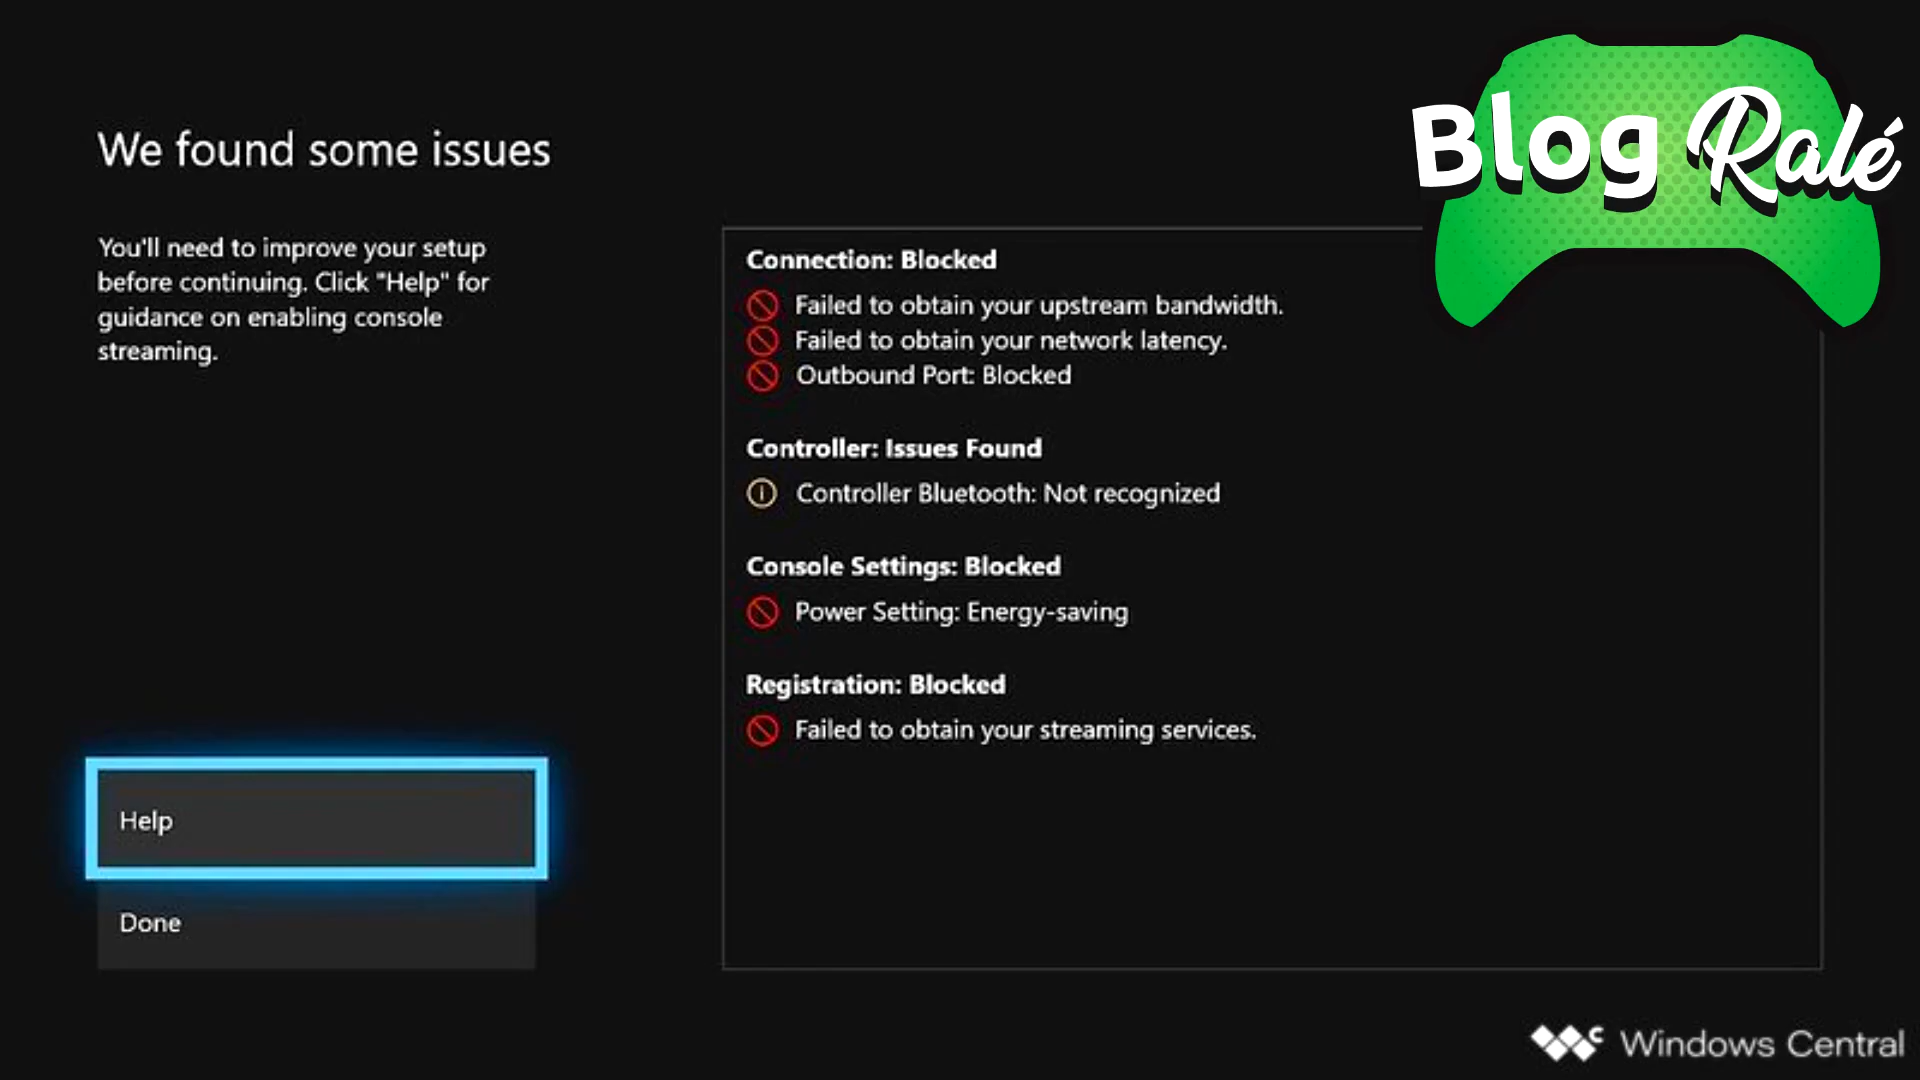 Blog Ralé
We found some issues
You'll need to improve your setup
before continuing. Click "Help" for
guidance on enabling console
streaming.
Connection: Blocked
Failed to obtain your upstream bandwidth.
Failed to obtain your network latency.
Outbound Port: Blocked
Controller: Issues Found
Controller Bluetooth: Not recognized
Console Settings: Blocked
Power Setting: Energy-saving
Registration: Blocked
Failed to obtain your streaming services.
Help
Done
Windows Central